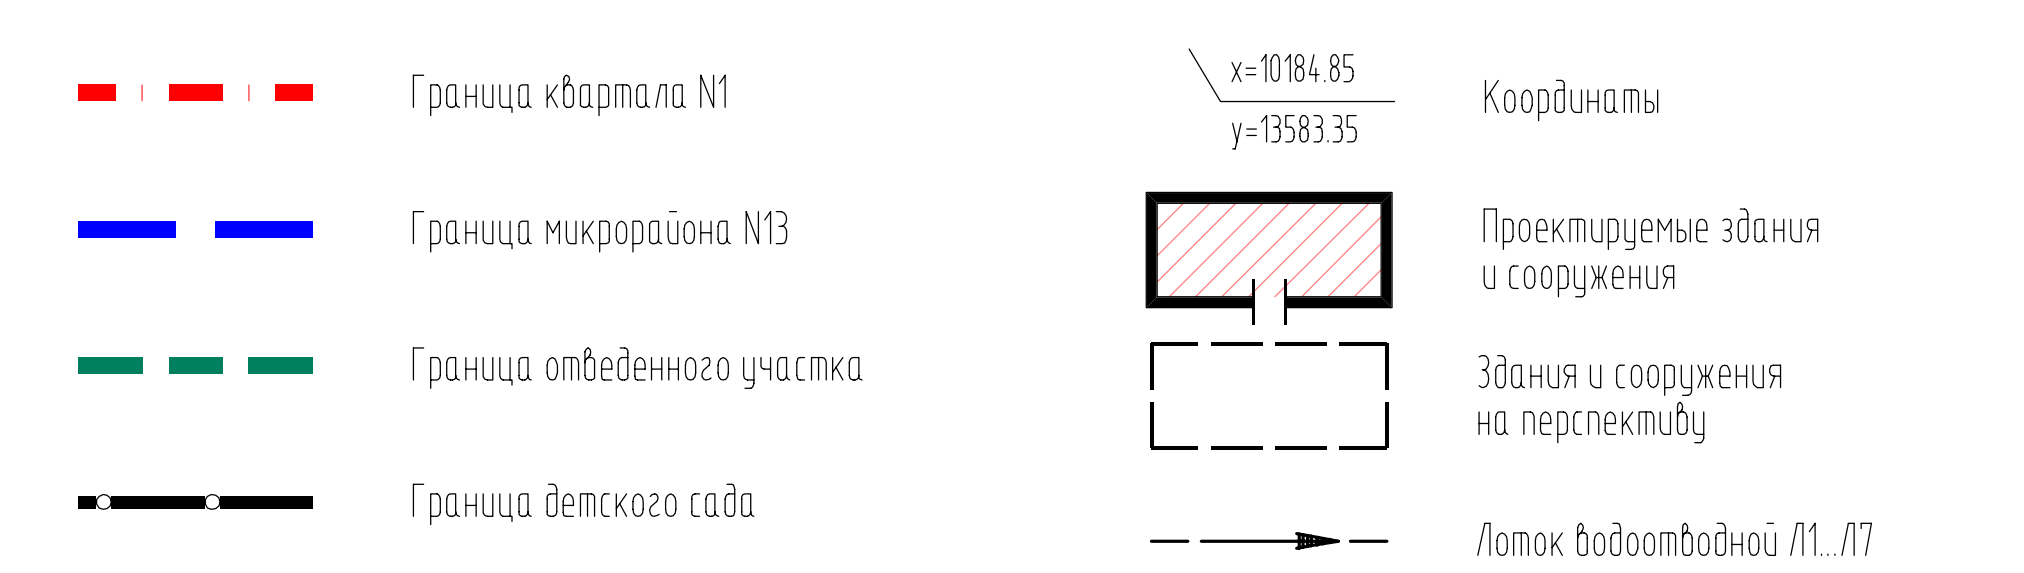 Граница квартала N1
Граница микрорайона N13
Граница отведенного участка
Граница детского сада
x=10184.85
y=13583.35
Координаты
Проектируемые здания
и сооружения
Здания и сооружения
на перспективу
Лоток водоотводной Л1...Л7